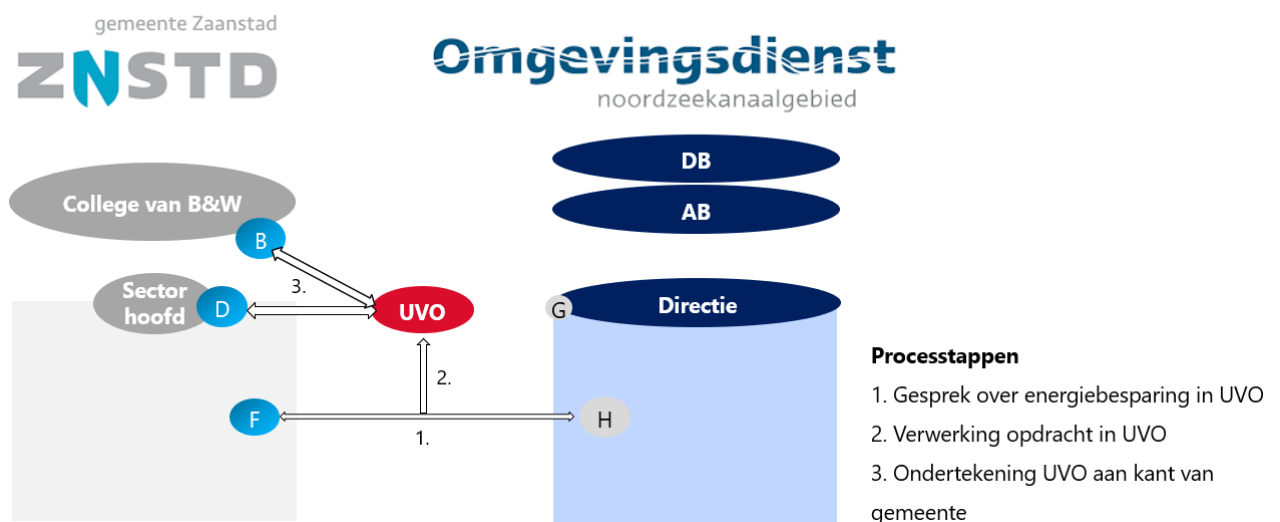 gemeente Zaanstad
ZNSTD
Omgevingsdienst
noordzeekanaalgebied
DB
College van B&W
AB
B
3.
Sector
hoofd
D
UVO
G
Directie
2.
F
H
1.
Processtappen
1. Gesprek over energiebesparing in UVO
2. Verwerking opdracht in UVO
3. Ondertekening UVO aan kant van
gemeente